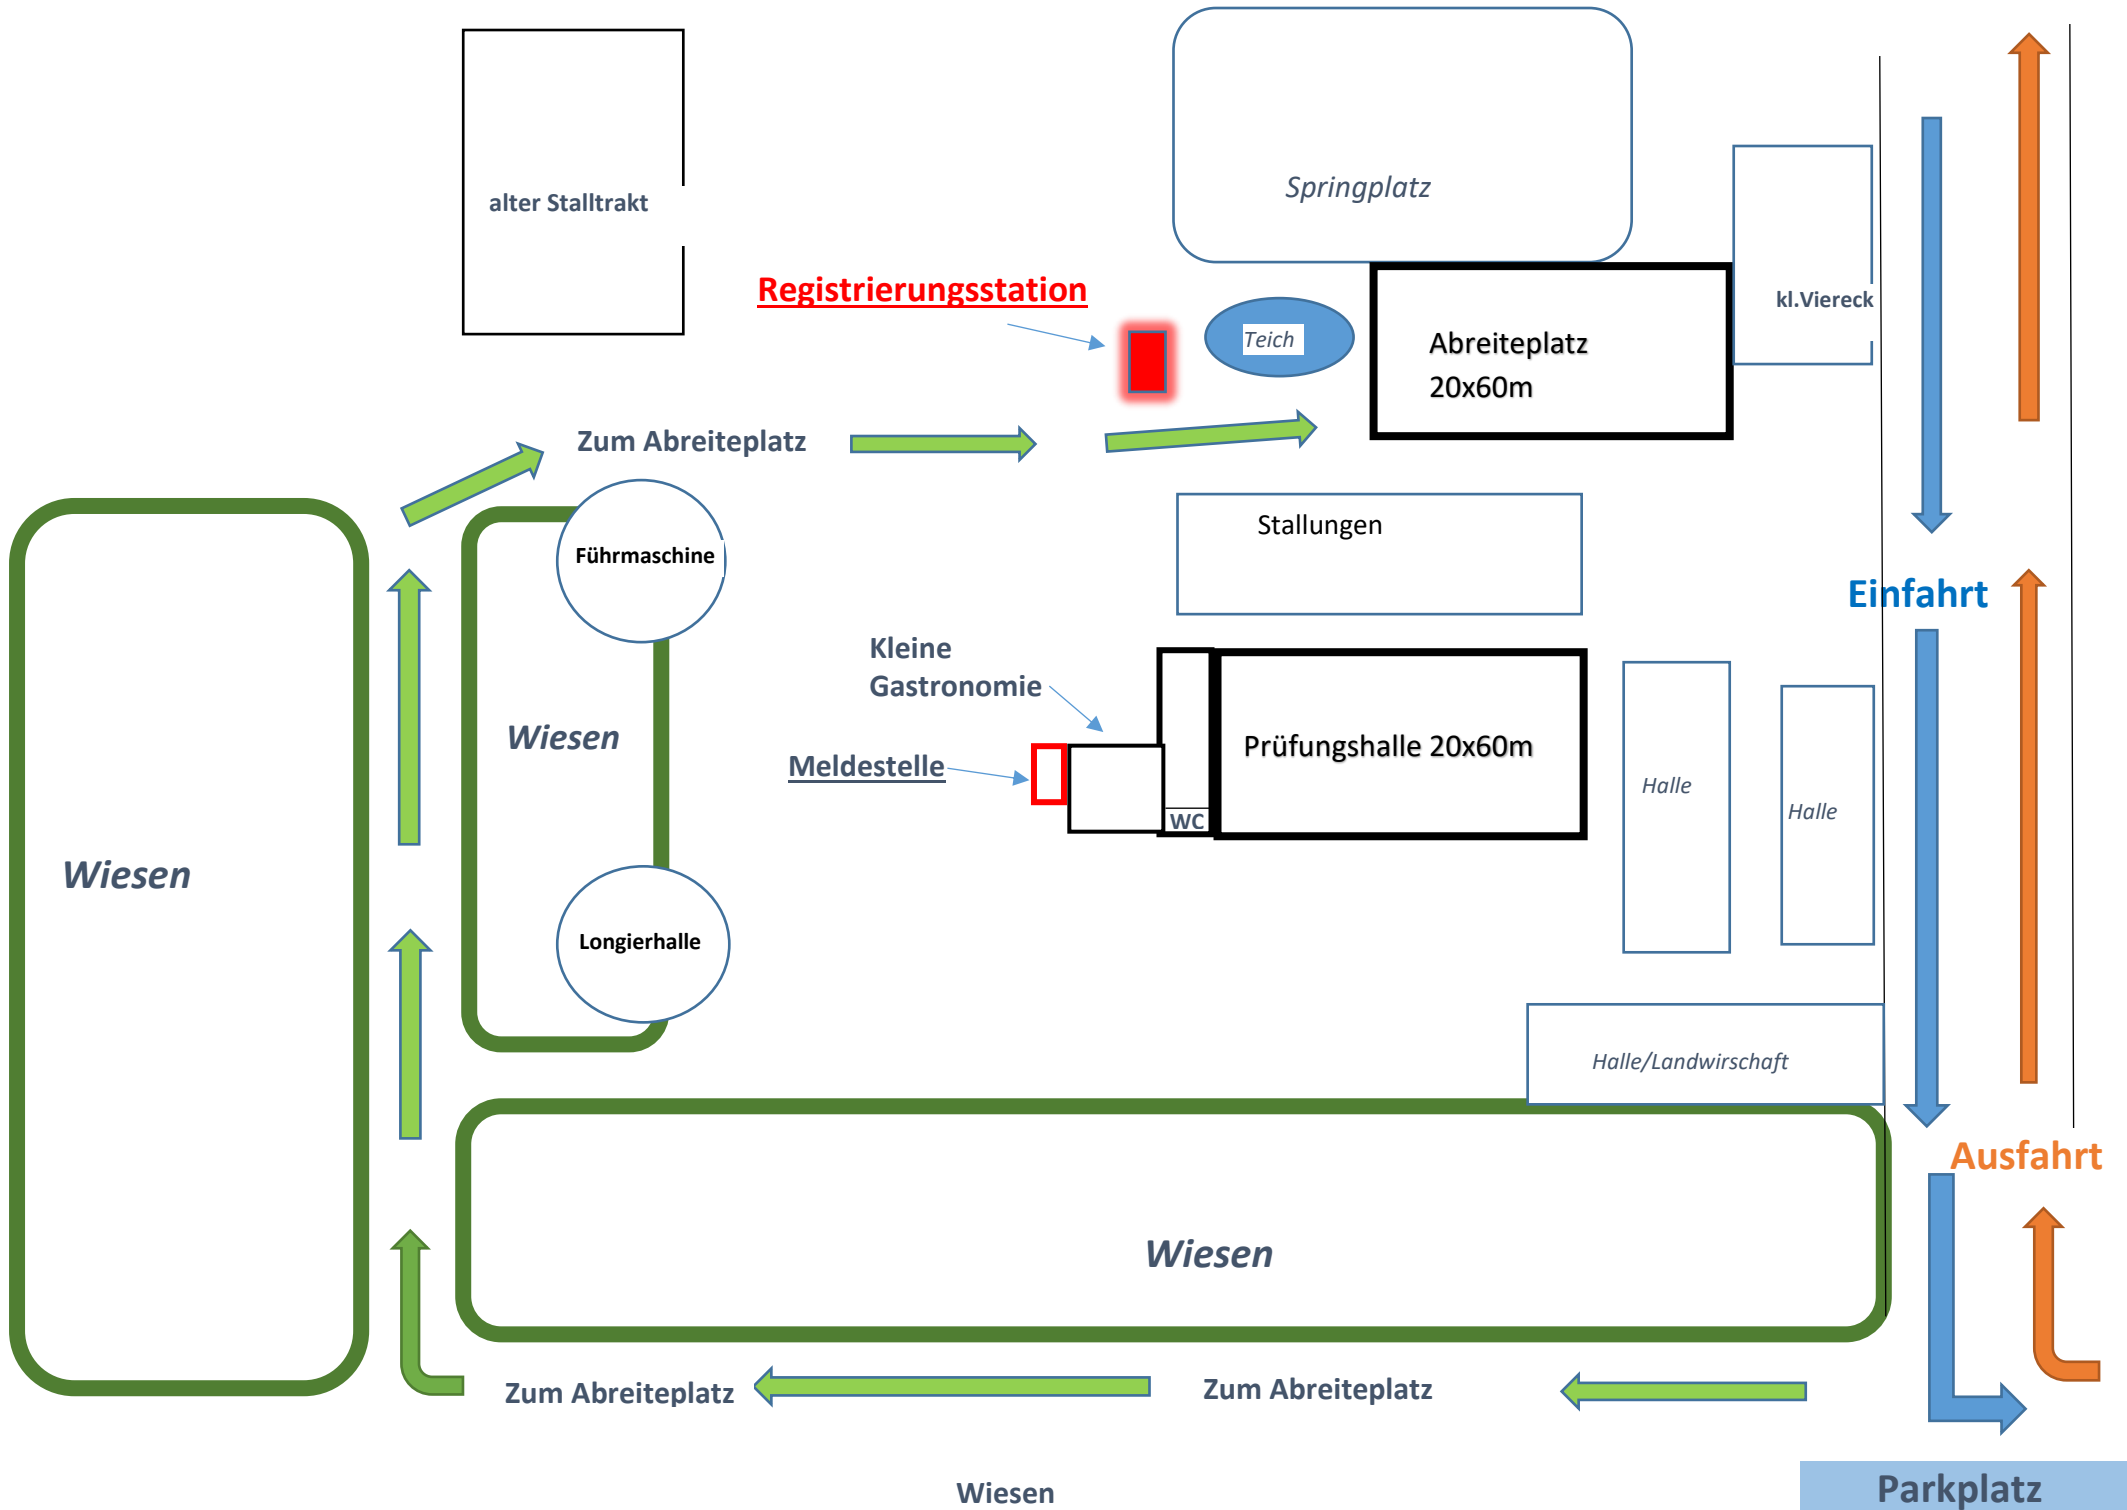 alter Stalltrakt
Springplatz
Registrierungsstation
kl.Viereck
Teich
Abreiteplatz
20x60m
Zum Abreiteplatz
Stallungen
Führmaschine
Einfahrt
Kleine
Gastronomie
Wiesen
Prüfungshalle 20x60m
Meldestelle
Halle
Halle
WC
Wiesen
Longierhalle
Halle/Landwirschaft
Ausfahrt
Wiesen
Zum Abreiteplatz
Zum Abreiteplatz
Wiesen
Parkplatz